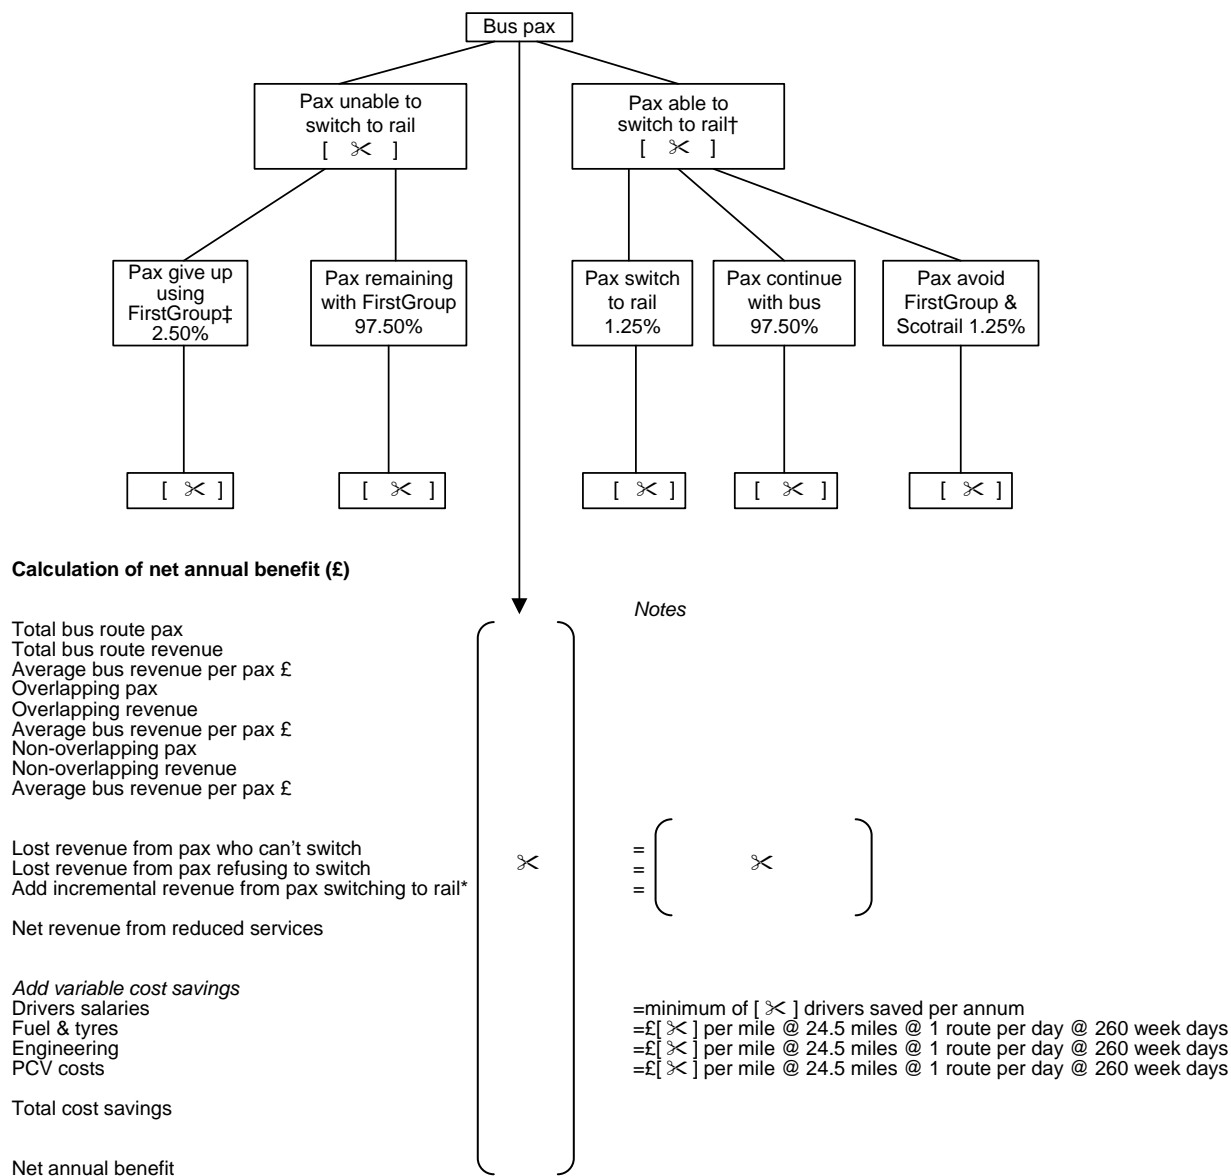 Bus pax
Pax unable to
switch to rail
[ ✂ ]
Pax able to
switch to rail†
[ ✂ ]
Pax give up
using
FirstGroup‡
2.50%
Pax remaining
with FirstGroup
97.50%
Pax switch
to rail
1.25%
Pax continue
with bus
97.50%
Pax avoid
FirstGroup &
Scotrail 1.25%
[ ✂ ]
[ ✂ ]
[ ✂ ]
[ ✂ ]
[ ✂ ]
Calculation of net annual benefit (£)
Notes
Total bus route pax
Total bus route revenue
Average bus revenue per pax £
Overlapping pax
Overlapping revenue
Average bus revenue per pax £
Non-overlapping pax
Non-overlapping revenue
Average bus revenue per pax £
Lost revenue from pax who can’t switch =
Lost revenue from pax refusing to switch ✂ = ✂
Add incremental revenue from pax switching to rail* =
Net revenue from reduced services
Add variable cost savings
Drivers salaries =minimum of [ ✂ ] drivers saved per annum
Fuel & tyres =£[ ✂ ] per mile @ 24.5 miles @ 1 route per day @ 260 week days
Engineering =£[ ✂ ] per mile @ 24.5 miles @ 1 route per day @ 260 week days
PCV costs =£[ ✂ ] per mile @ 24.5 miles @ 1 route per day @ 260 week days
Total cost savings
Net annual benefit